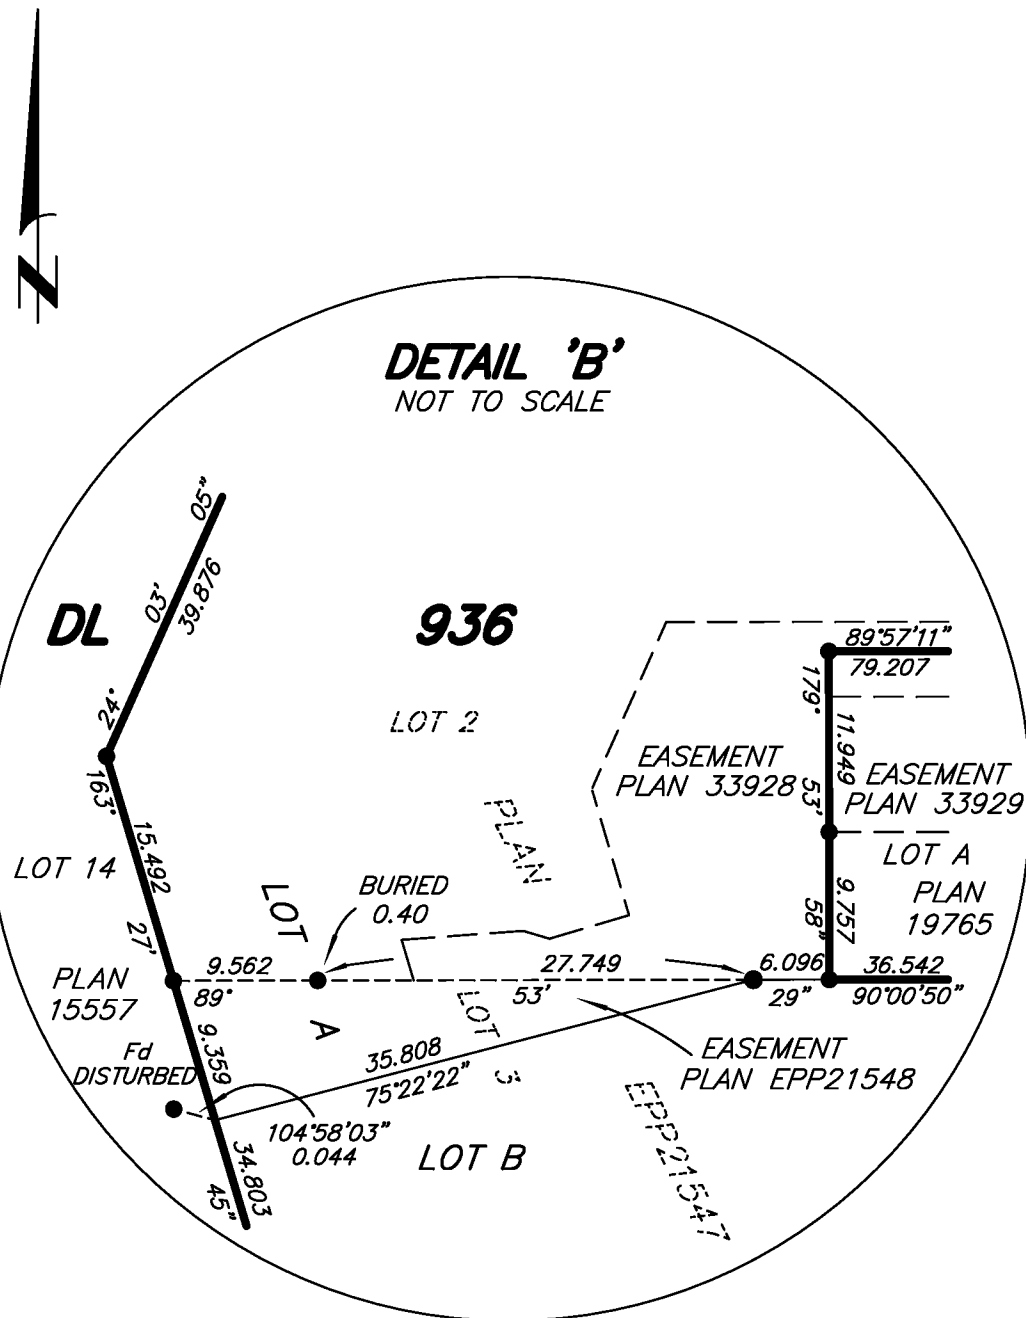 N
DETAIL 'B'
NOT TO SCALE
05"
03'
39.876
24°
DL
936
89°57'11"
79.207
179°
11.949
53'
LOT 2
EASEMENT
PLAN 33928
EASEMENT
PLAN 33929
163°
15.492
27'
LOT 14
PLAN
LOT
BURIED
0.40
LOT A
PLAN
19765
9.757
58"
PLAN
15557
9.562
89°
27.749
53'
6.096
29"
36.542
90°00'50"
A
LOT 3
9.359
Fd
DISTURBED
35.808
75°22'22"
EASEMENT
PLAN EPP21548
104°58'03"
0.044
LOT B
EPP21547
34.803
45"